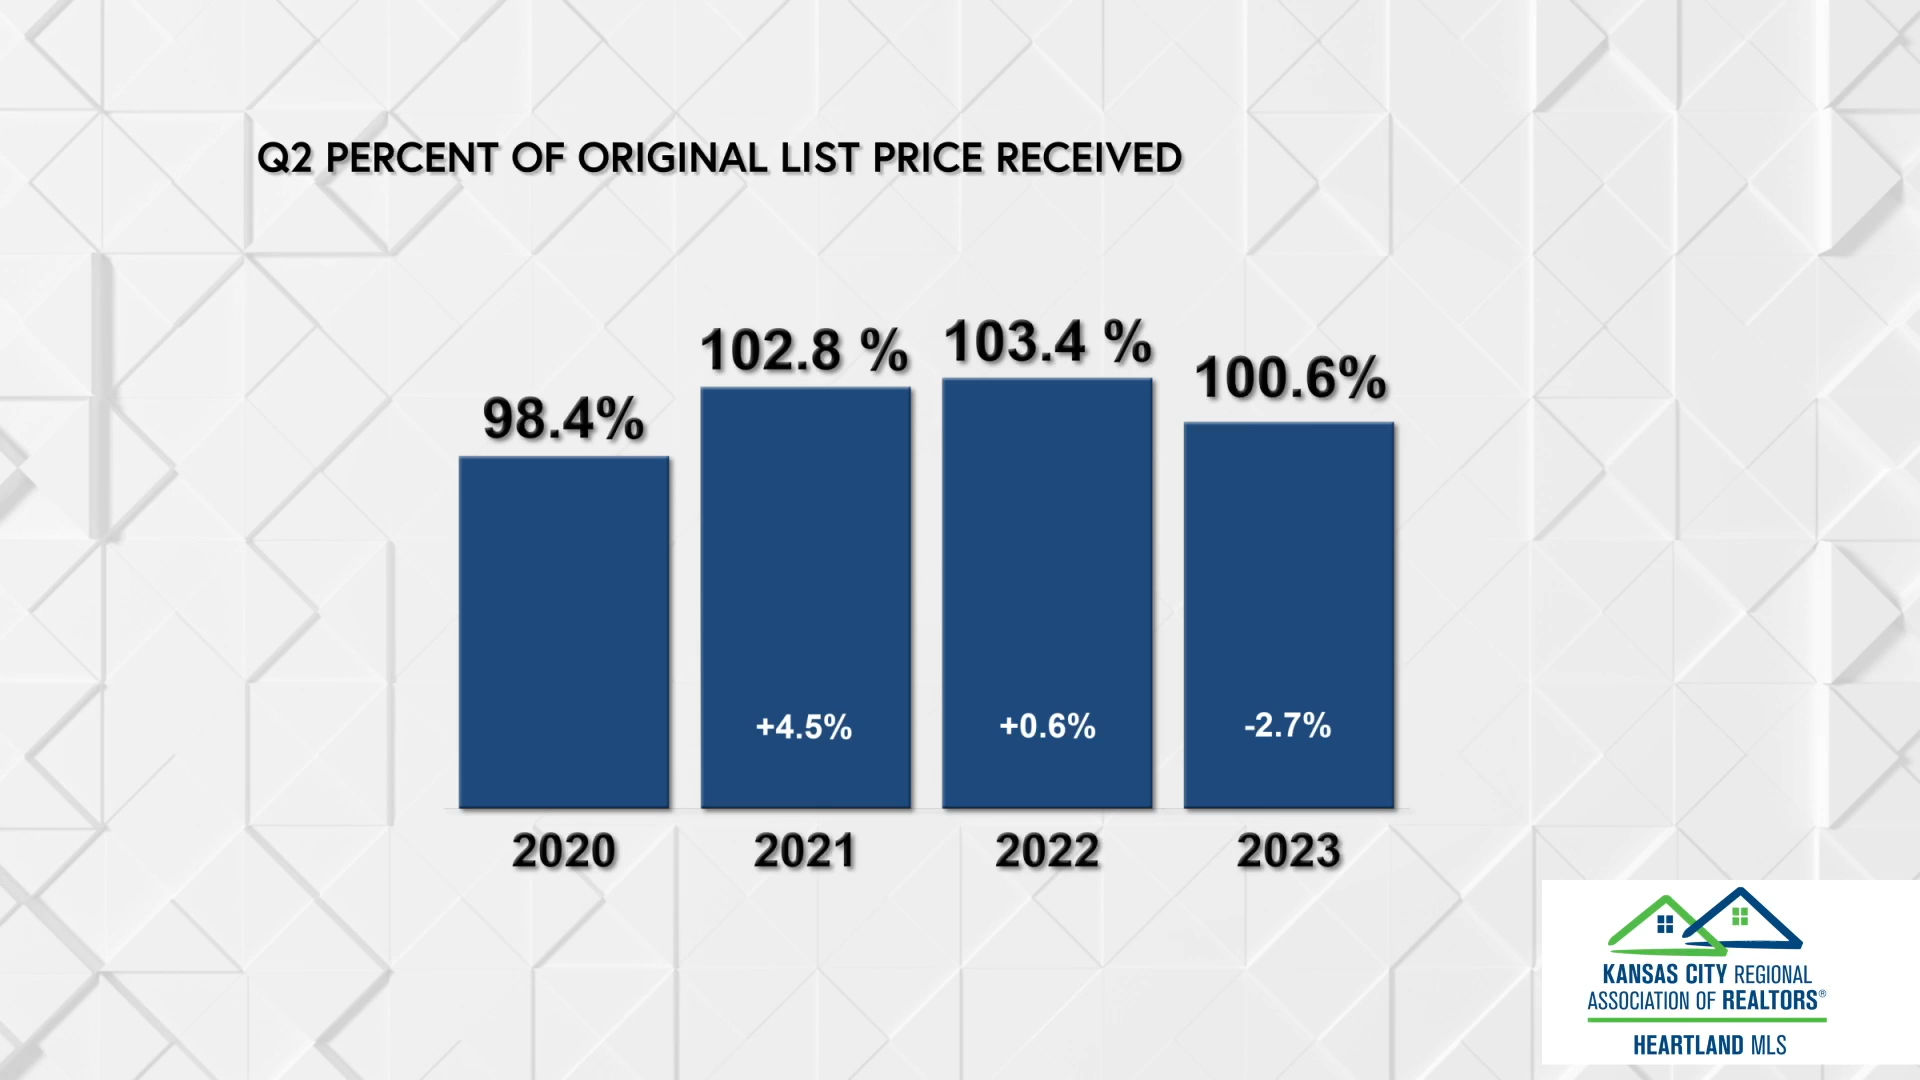 Q2 PERCENT OF ORIGINAL LIST PRICE RECEIVED
98.4%
102.8 %
103.4 %
100.6%
+4.5%
+0.6%
-2.7%
2020
2021
2022
2023
KANSAS CITY REGIONAL
ASSOCIATION OF REALTORS®
HEARTLAND MLS